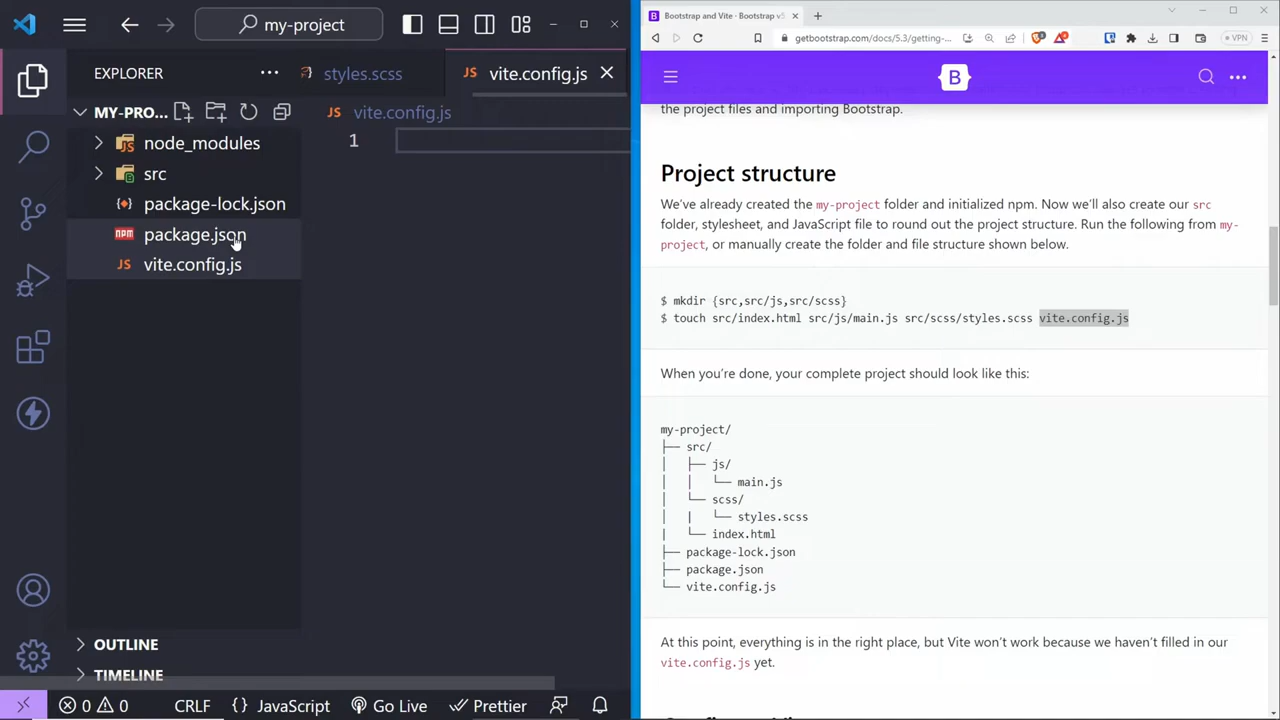 my-project
EXPLORER
styles.scss
JS vite.config.js
MY-PRO...
JS vite.config.js
1
node_modules
src
package-lock.json
package.json
JS vite.config.js
OUTLINE
TIMELINE
0 0
CRLF
{} JavaScript
Go Live
Prettier
B Bootstrap and Vite · Bootstrap v5
getbootstrap.com/docs/5.3/getting-...
VPN
B
the project files and importing Bootstrap.
Project structure
We’ve already created the my-project folder and initialized npm. Now we’ll also create our src
folder, stylesheet, and JavaScript file to round out the project structure. Run the following from my-
project, or manually create the folder and file structure shown below.
$ mkdir {src,src/js,src/scss}
$ touch src/index.html src/js/main.js src/scss/styles.scss vite.config.js
When you’re done, your complete project should look like this:
my-project/
├── src/
│   ├── js/
│   │   └── main.js
│   └── scss/
│   |   └── styles.scss
|   └── index.html
├── package-lock.json
├── package.json
└── vite.config.js
At this point, everything is in the right place, but Vite won’t work because we haven’t filled in our
vite.config.js yet.